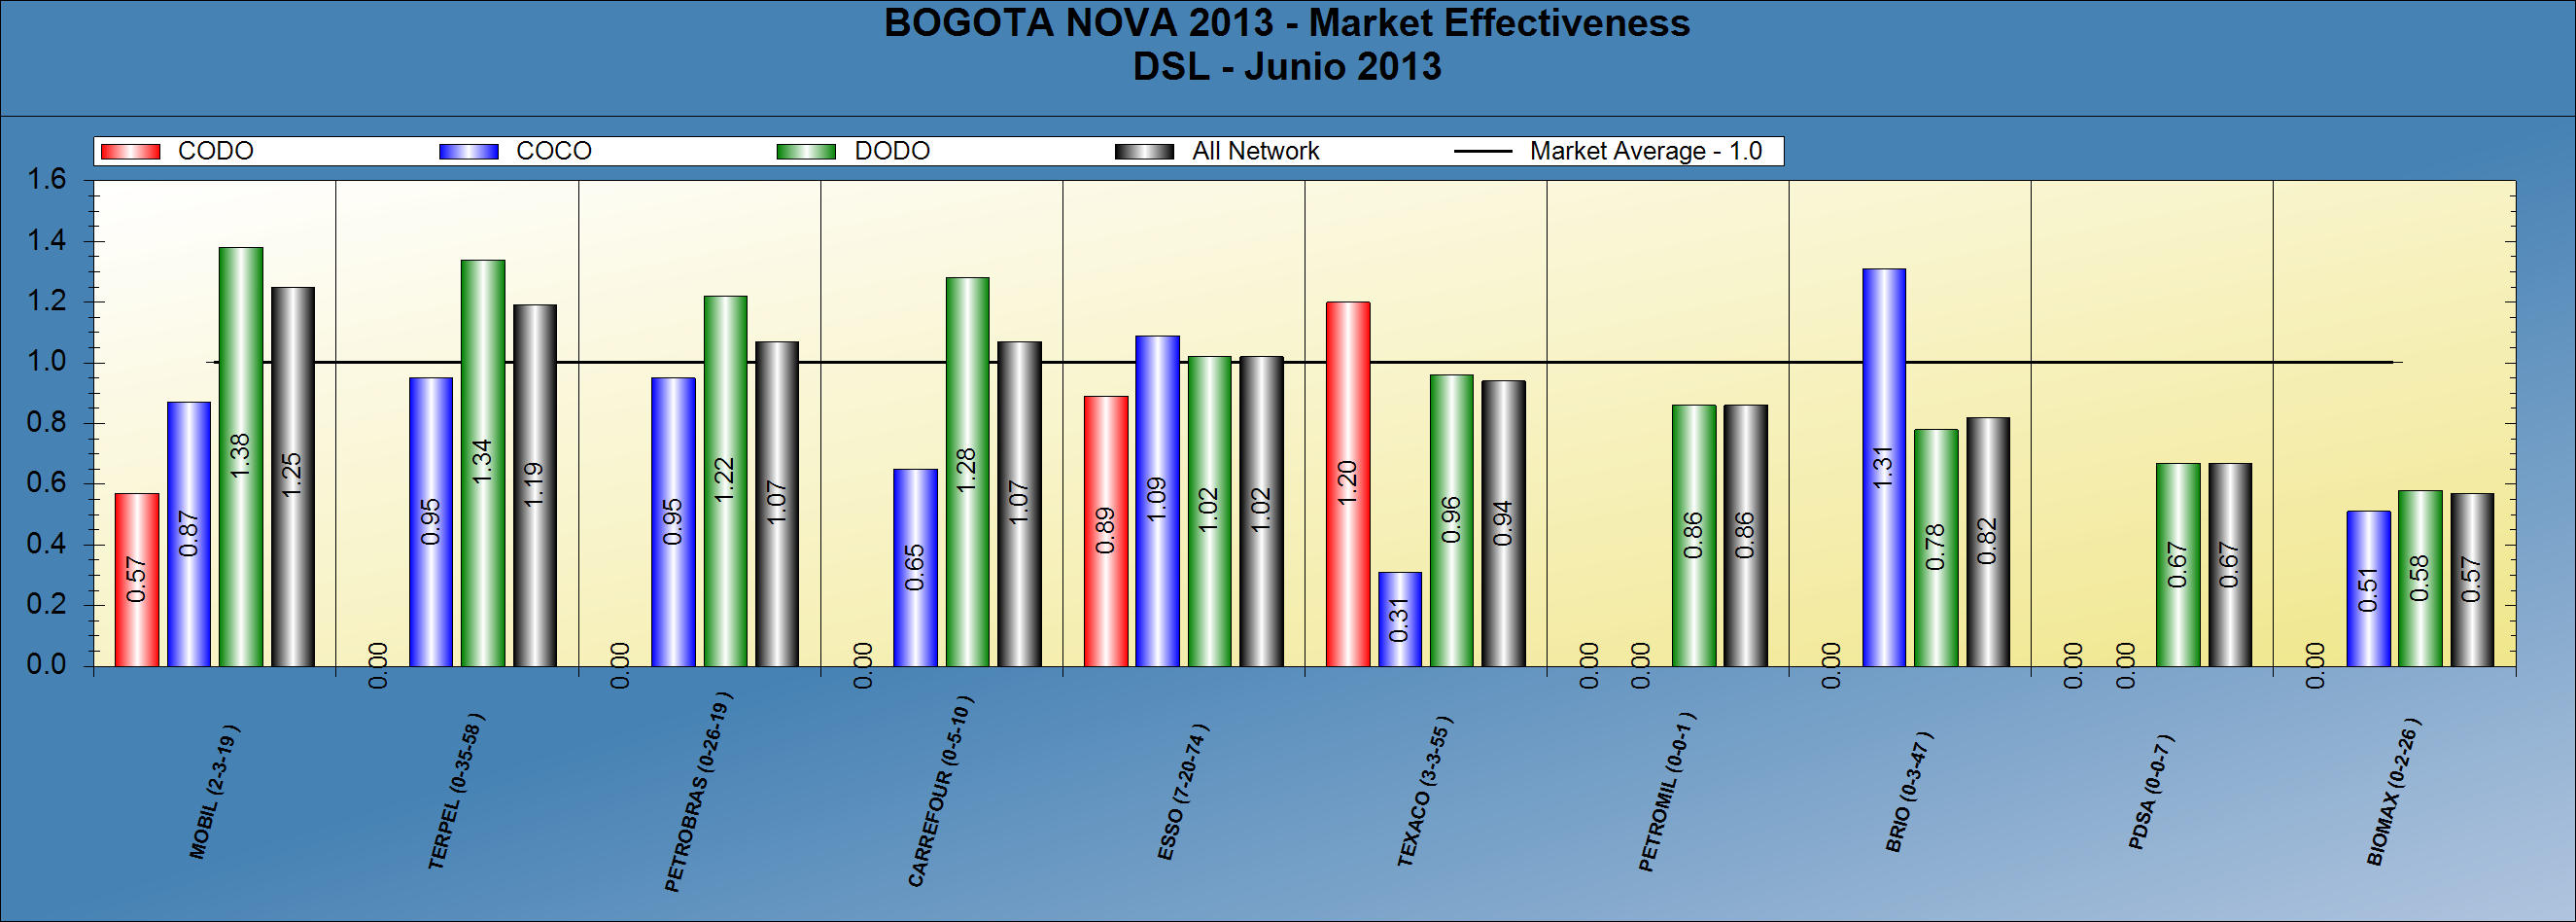 BOGOTA NOVA 2013 - Market Effectiveness
DSL - Junio 2013
CODO COCO DODO All Network Market Average - 1.0
1.6
1.4
1.2
1.0
0.8
0.6
0.4
0.2
0.0
0.57 0.87 1.38 1.25
0.00 0.95 1.34 1.19
0.00 0.95 1.22 1.07
0.00 0.65 1.28 1.07
0.89 1.09 1.02 1.02
1.20 0.31 0.96 0.94
0.00 0.00 0.86 0.86
0.00 1.31 0.78 0.82
0.00 0.00 0.67 0.67
0.00 0.51 0.58 0.57
MOBIL (2-3-19 )
TERPEL (0-35-58 )
PETROBRAS (0-26-19 )
CARREFOUR (0-5-10 )
ESSO (7-20-74 )
TEXACO (3-3-55 )
PETROMIL (0-0-1 )
BRIO (0-3-47 )
PDSA (0-0-7 )
BIOMAX (0-2-26 )